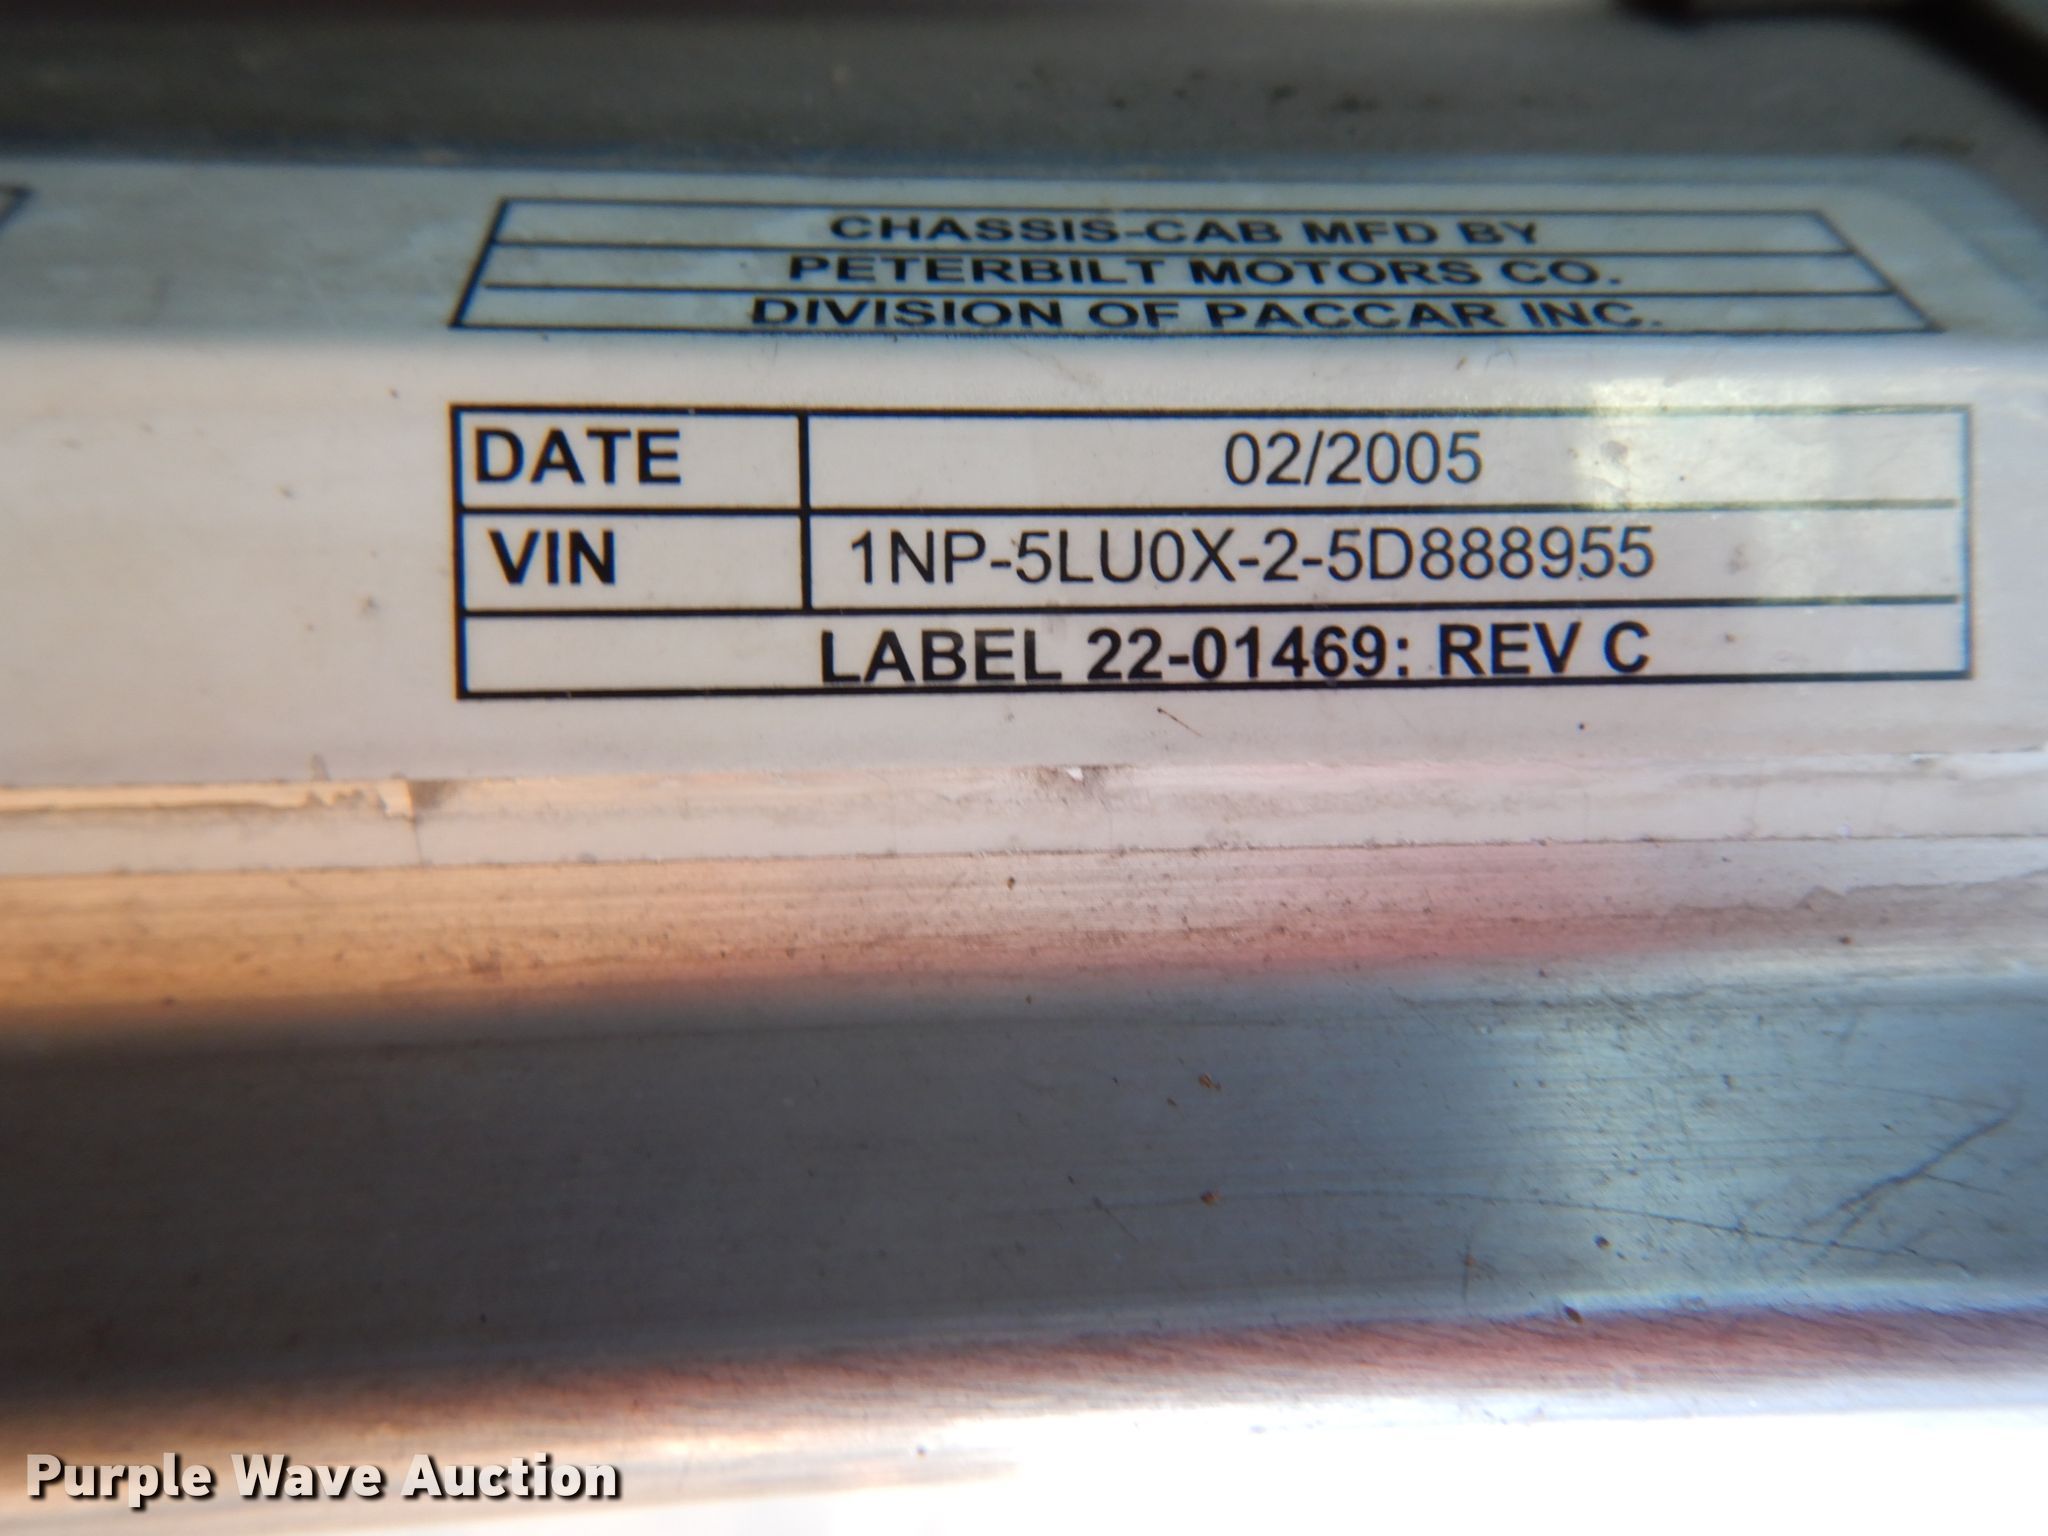 CHASSIS-CAB MFD BY
PETERBILT MOTORS CO.
DIVISION OF PACCAR INC.
DATE 02/2005
VIN 1NP-5LU0X-2-5D888955
LABEL 22-01469: REV C
Purple Wave Auction